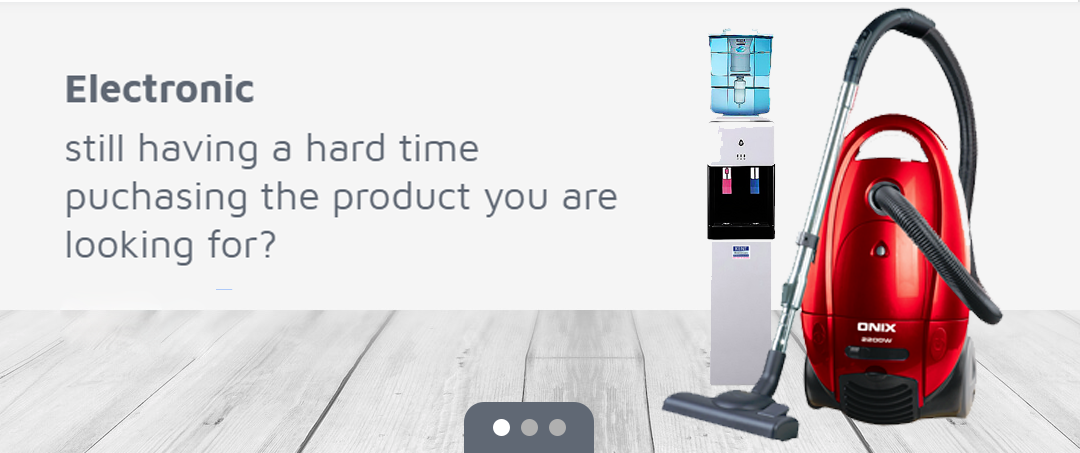 Electronic
still having a hard time
puchasing the product you are
looking for?
ONIX
2200W